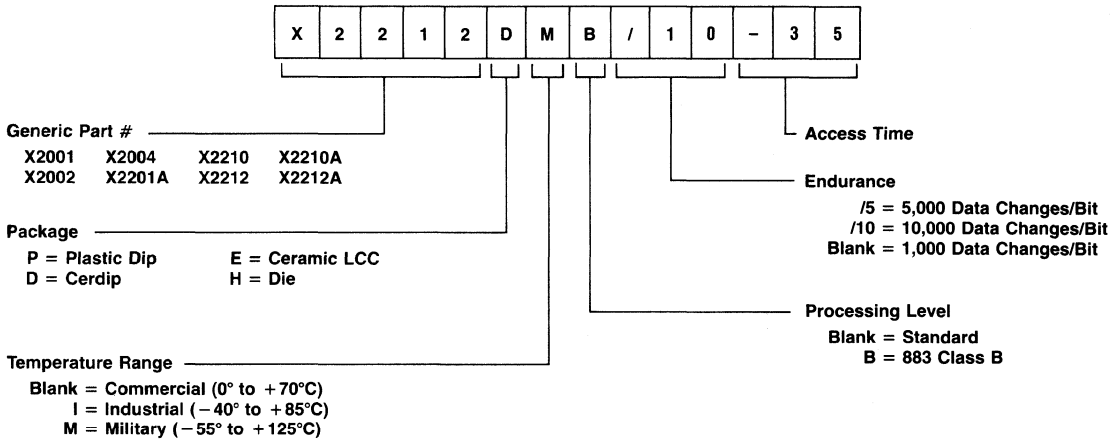 X 2 2 1 2 D M B / 1 0 – 3 5
Generic Part #
X2001 X2004 X2210 X2210A
X2002 X2201A X2212 X2212A
Package
P = Plastic Dip E = Ceramic LCC
D = Cerdip H = Die
Temperature Range
Blank = Commercial (0° to +70°C)
I = Industrial (−40° to +85°C)
M = Military (−55° to +125°C)
Access Time
Endurance
/5 = 5,000 Data Changes/Bit
/10 = 10,000 Data Changes/Bit
Blank = 1,000 Data Changes/Bit
Processing Level
Blank = Standard
B = 883 Class B